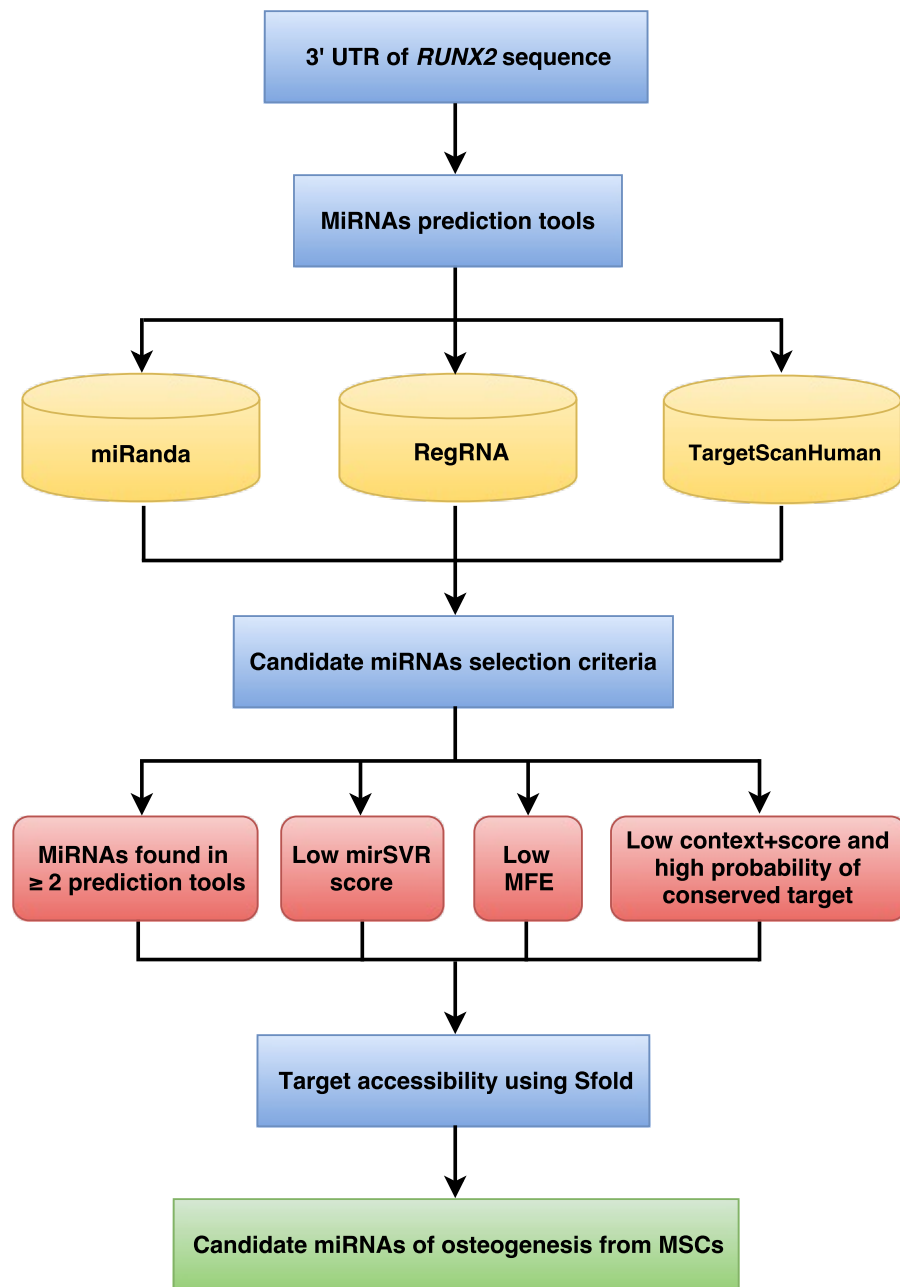 3' UTR of RUNX2 sequence
MiRNAs prediction tools
miRanda
RegRNA
TargetScanHuman
Candidate miRNAs selection criteria
MiRNAs found in
≥ 2 prediction tools
Low mirSVR
score
Low
MFE
Low context+score and
high probability of
conserved target
Target accessibility using Sfold
Candidate miRNAs of osteogenesis from MSCs